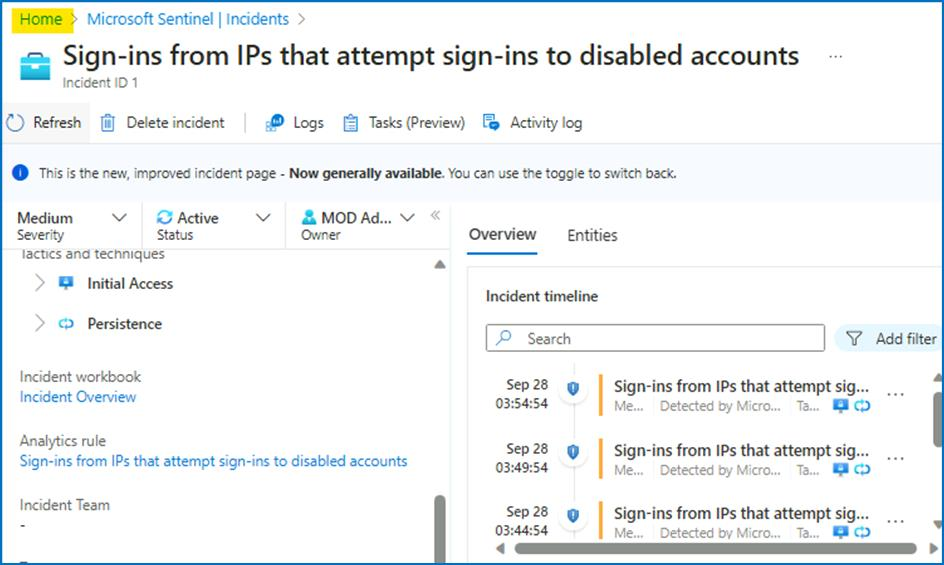 Home > Microsoft Sentinel | Incidents >
Sign-ins from IPs that attempt sign-ins to disabled accounts ...
Incident ID 1
Refresh Delete incident Logs Tasks (Preview) Activity log
This is the new, improved incident page - Now generally available. You can use the toggle to switch back.
Medium
Severity
Active
Status
MOD Ad...
Owner
«
Tactics and techniques
Initial Access
Persistence
Incident workbook
Incident Overview
Analytics rule
Sign-ins from IPs that attempt sign-ins to disabled accounts
Incident Team
-
Overview Entities
Incident timeline
Search
Add filter
Sep 28
03:54:54
Sign-ins from IPs that attempt sig... ...
Me... Detected by Micro... Ta...
Sep 28
03:49:54
Sign-ins from IPs that attempt sig... ...
Me... Detected by Micro... Ta...
Sep 28
03:44:54
Sign-ins from IPs that attempt sig... ...
Me... Detected by Micro... Ta...